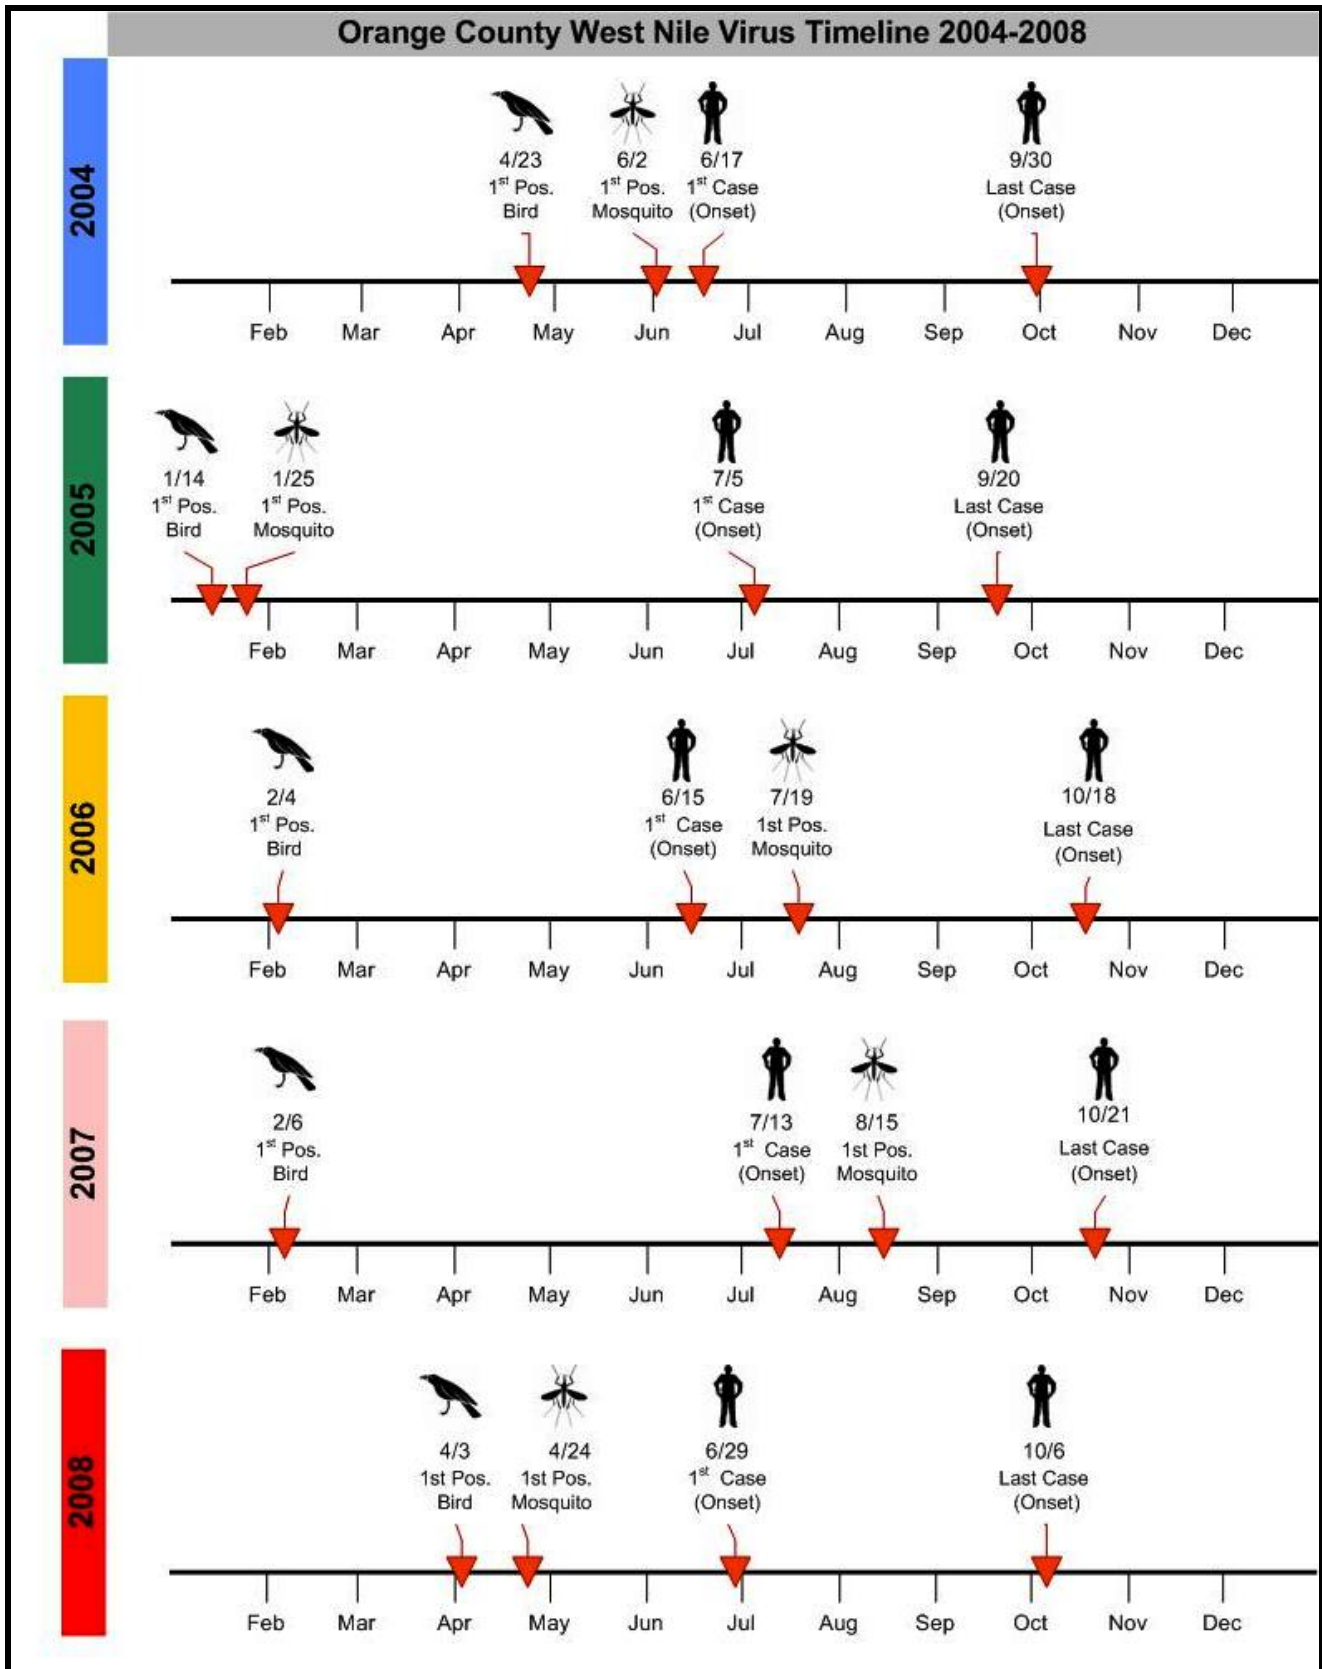 Orange County West Nile Virus Timeline 2004-2008
2004
4/23
1st Pos.
Bird
6/2
1st Pos.
Mosquito
6/17
1st Case
(Onset)
9/30
Last Case
(Onset)
Feb Mar Apr May Jun Jul Aug Sep Oct Nov Dec
2005
1/14
1st Pos.
Bird
1/25
1st Pos.
Mosquito
7/5
1st Case
(Onset)
9/20
Last Case
(Onset)
Feb Mar Apr May Jun Jul Aug Sep Oct Nov Dec
2006
2/4
1st Pos.
Bird
6/15
1st Case
(Onset)
7/19
1st Pos.
Mosquito
10/18
Last Case
(Onset)
Feb Mar Apr May Jun Jul Aug Sep Oct Nov Dec
2007
2/6
1st Pos.
Bird
7/13
1st Case
(Onset)
8/15
1st Pos.
Mosquito
10/21
Last Case
(Onset)
Feb Mar Apr May Jun Jul Aug Sep Oct Nov Dec
2008
4/3
1st Pos.
Bird
4/24
1st Pos.
Mosquito
6/29
1st Case
(Onset)
10/6
Last Case
(Onset)
Feb Mar Apr May Jun Jul Aug Sep Oct Nov Dec